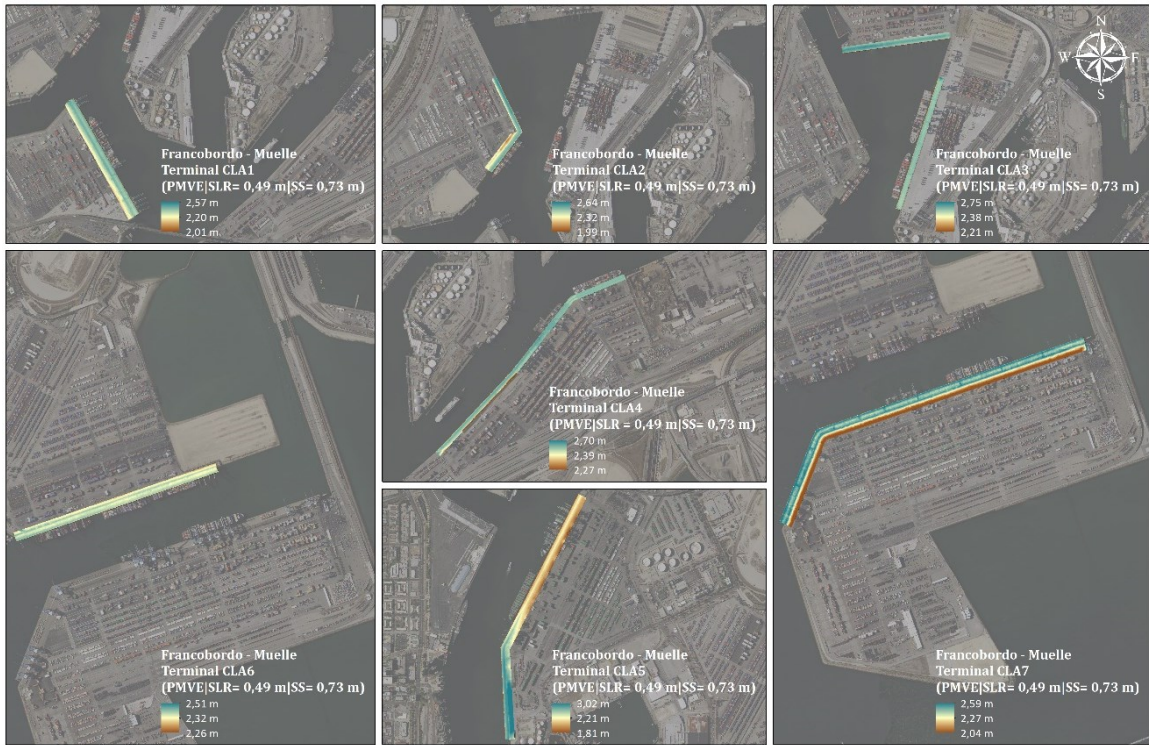 Francobordo - Muelle
Terminal CLA1
(PMVE|SLR= 0,49 m|SS= 0,73 m)
2,57 m
2,20 m
2,01 m
Francobordo - Muelle
Terminal CLA2
(PMVE|SLR= 0,49 m|SS= 0,73 m)
2,64 m
2,32 m
1,99 m
N
W E
S
Francobordo - Muelle
Terminal CLA3
(PMVE|SLR= 0,49 m|SS= 0,73 m)
2,75 m
2,38 m
2,21 m
Francobordo - Muelle
Terminal CLA6
(PMVE|SLR= 0,49 m|SS= 0,73 m)
2,51 m
2,32 m
2,26 m
Francobordo - Muelle
Terminal CLA4
(PMVE|SLR = 0,49 m|SS= 0,73 m)
2,70 m
2,39 m
2,27 m
Francobordo - Muelle
Terminal CLA5
(PMVE|SLR= 0,49 m|SS= 0,73 m)
3,02 m
2,21 m
1,81 m
Francobordo - Muelle
Terminal CLA7
(PMVE|SLR= 0,49 m|SS= 0,73 m)
2,59 m
2,27 m
2,04 m